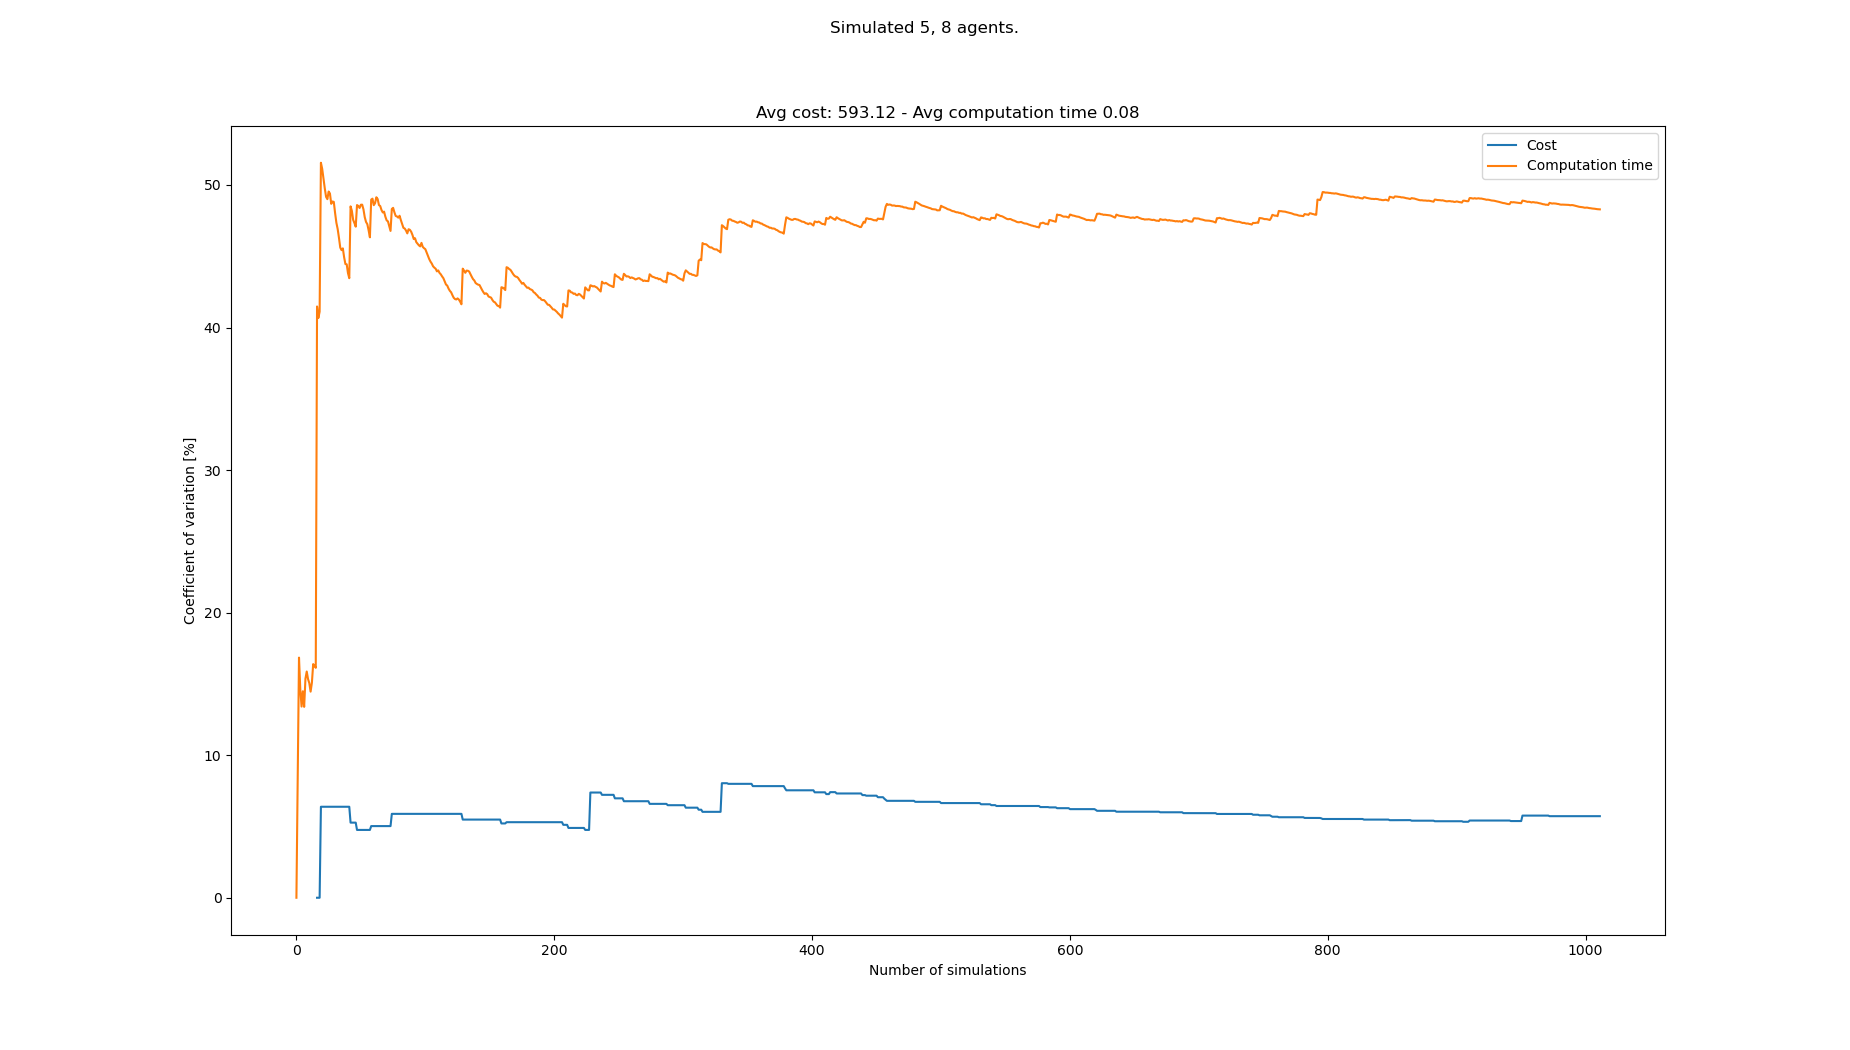 Simulated 5, 8 agents.
Avg cost: 593.12 - Avg computation time 0.08
Cost
Computation time
50
40
30
20
10
0
Coefficient of variation [%]
0 200 400 600 800 1000
Number of simulations